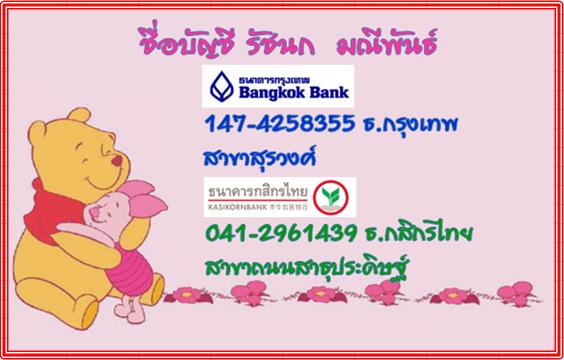 ชื่อบัญชี รัชนก มณีพันธ์
ธนาคารกรุงเทพ
Bangkok Bank
147-4258355 ธ.กรุงเทพ
สาขาสุรวงศ์
ธนาคารกสิกรไทย
KASIKORNBANK 开泰银行
041-2961439 ธ.กสิกรไทย
สาขาถนนสาธุประดิษฐ์